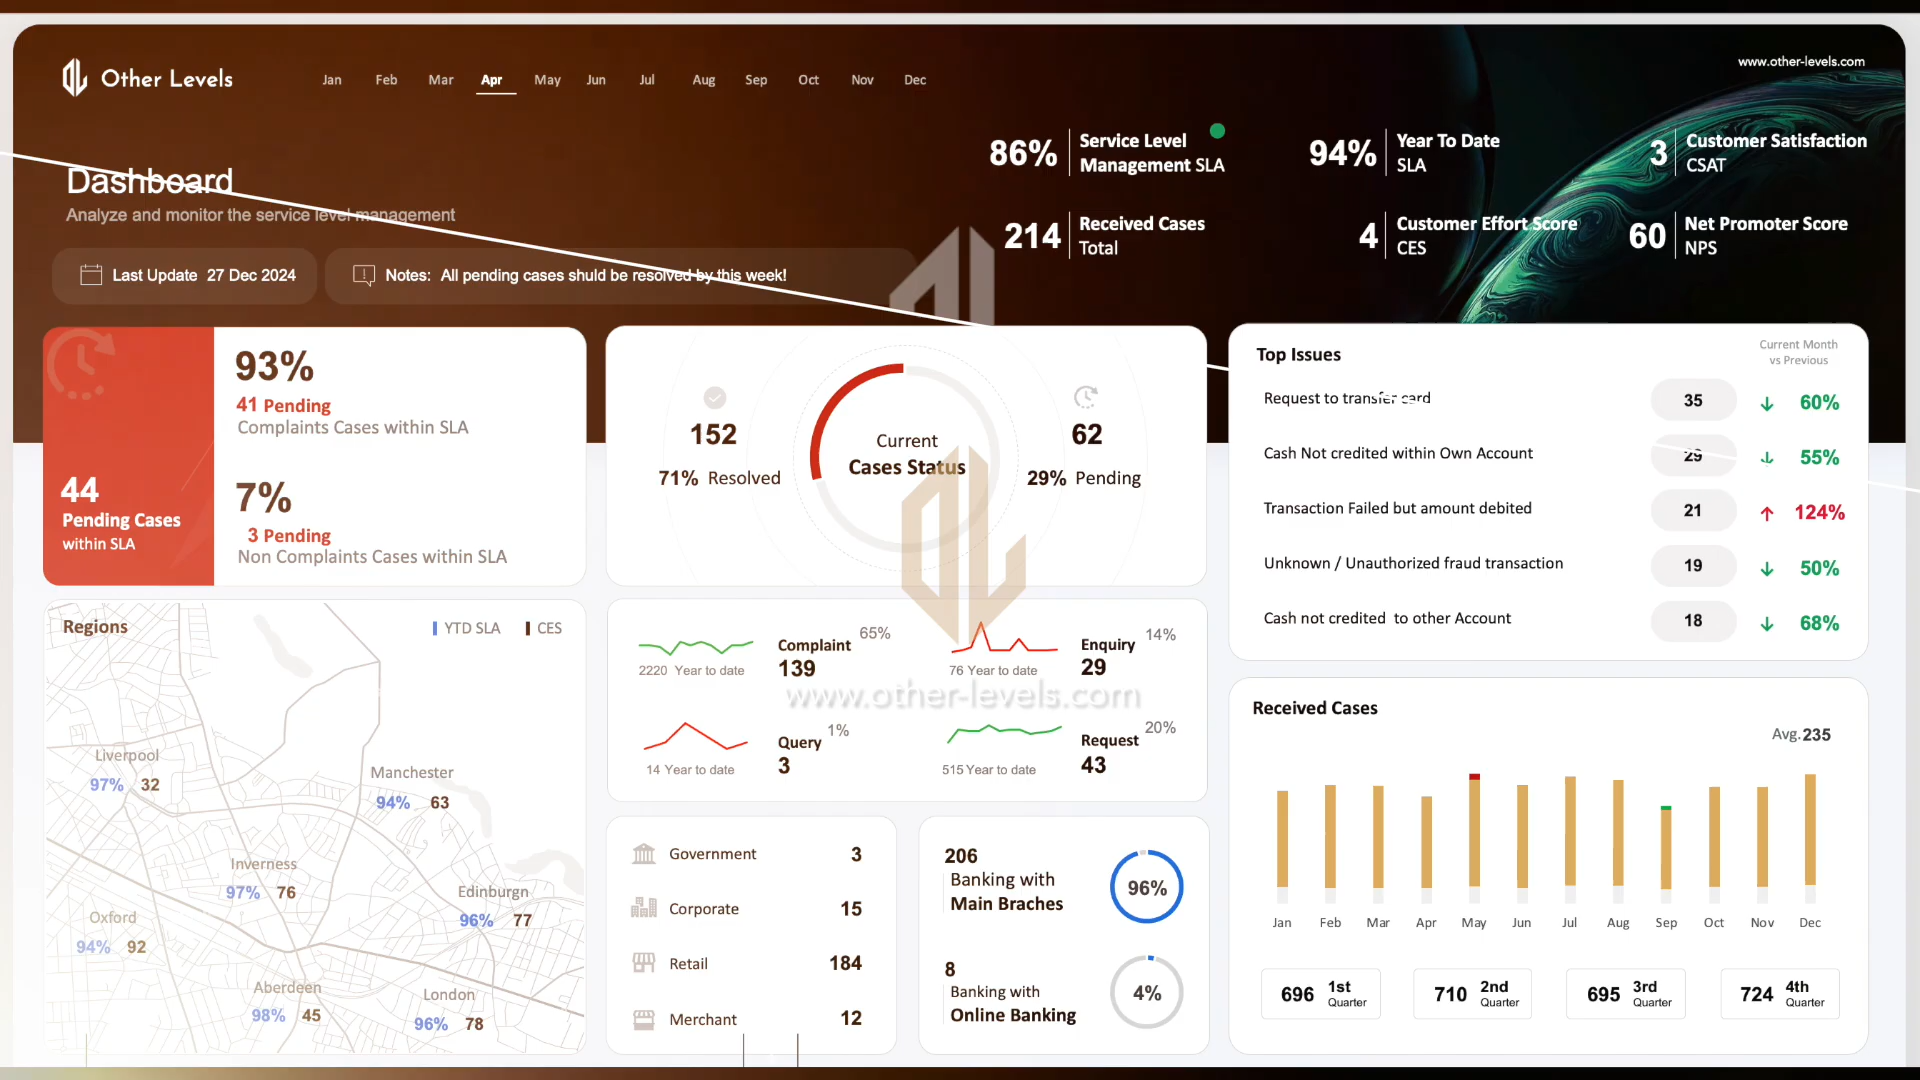 Other Levels
Jan Feb Mar Apr May Jun Jul Aug Sep Oct Nov Dec
www.other-levels.com
Dashboard
Analyze and monitor the service level management
Last Update 27 Dec 2024
Notes: All pending cases shuld be resolved by this week!
86%
Service Level
Management SLA
94%
Year To Date
SLA
3
Customer Satisfaction
CSAT
214
Received Cases
Total
4
Customer Effort Score
CES
60
Net Promoter Score
NPS
44
Pending Cases
within SLA
93%
41 Pending
Complaints Cases within SLA
7%
3 Pending
Non Complaints Cases within SLA
152
71% Resolved
Current
Cases Status
62
29% Pending
Top Issues
Current Month
vs Previous
Request to transfer card 35 60%
Cash Not credited within Own Account 29 55%
Transaction Failed but amount debited 21 124%
Unknown / Unauthorized fraud transaction 19 50%
Cash not credited to other Account 18 68%
Regions
YTD SLA CES
Liverpool
97% 32
Manchester
94% 63
Inverness
97% 76
Edinburgn
96% 77
Oxford
94% 92
Aberdeen
98% 45
London
96% 78
2220 Year to date
Complaint 65%
139
76 Year to date
Enquiry 14%
29
www.other-levels.com
14 Year to date
Query 1%
3
515 Year to date
Request 20%
43
Government 3
Corporate 15
Retail 184
Merchant 12
206
Banking with
Main Braches
96%
8
Banking with
Online Banking
4%
Received Cases
Avg. 235
Jan Feb Mar Apr May Jun Jul Aug Sep Oct Nov Dec
696 1st
Quarter
710 2nd
Quarter
695 3rd
Quarter
724 4th
Quarter